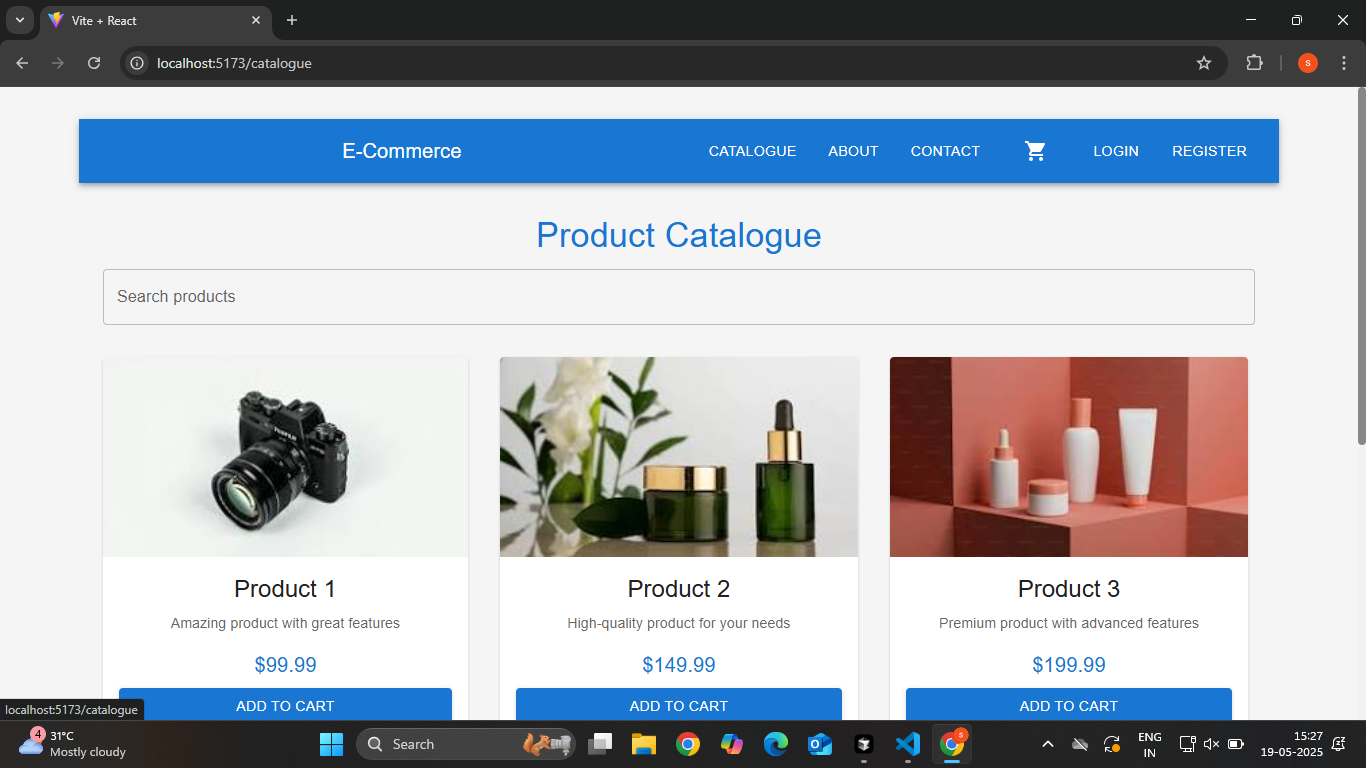 Vite + React
localhost:5173/catalogue
s
E-Commerce
CATALOGUE
ABOUT
CONTACT
LOGIN
REGISTER
Product Catalogue
Search products
Product 1
Amazing product with great features
$99.99
ADD TO CART
Product 2
High-quality product for your needs
$149.99
ADD TO CART
Product 3
Premium product with advanced features
$199.99
ADD TO CART
localhost:5173/catalogue
4
31°C
Mostly cloudy
Search
s
ENG
IN
15:27
19-05-2025